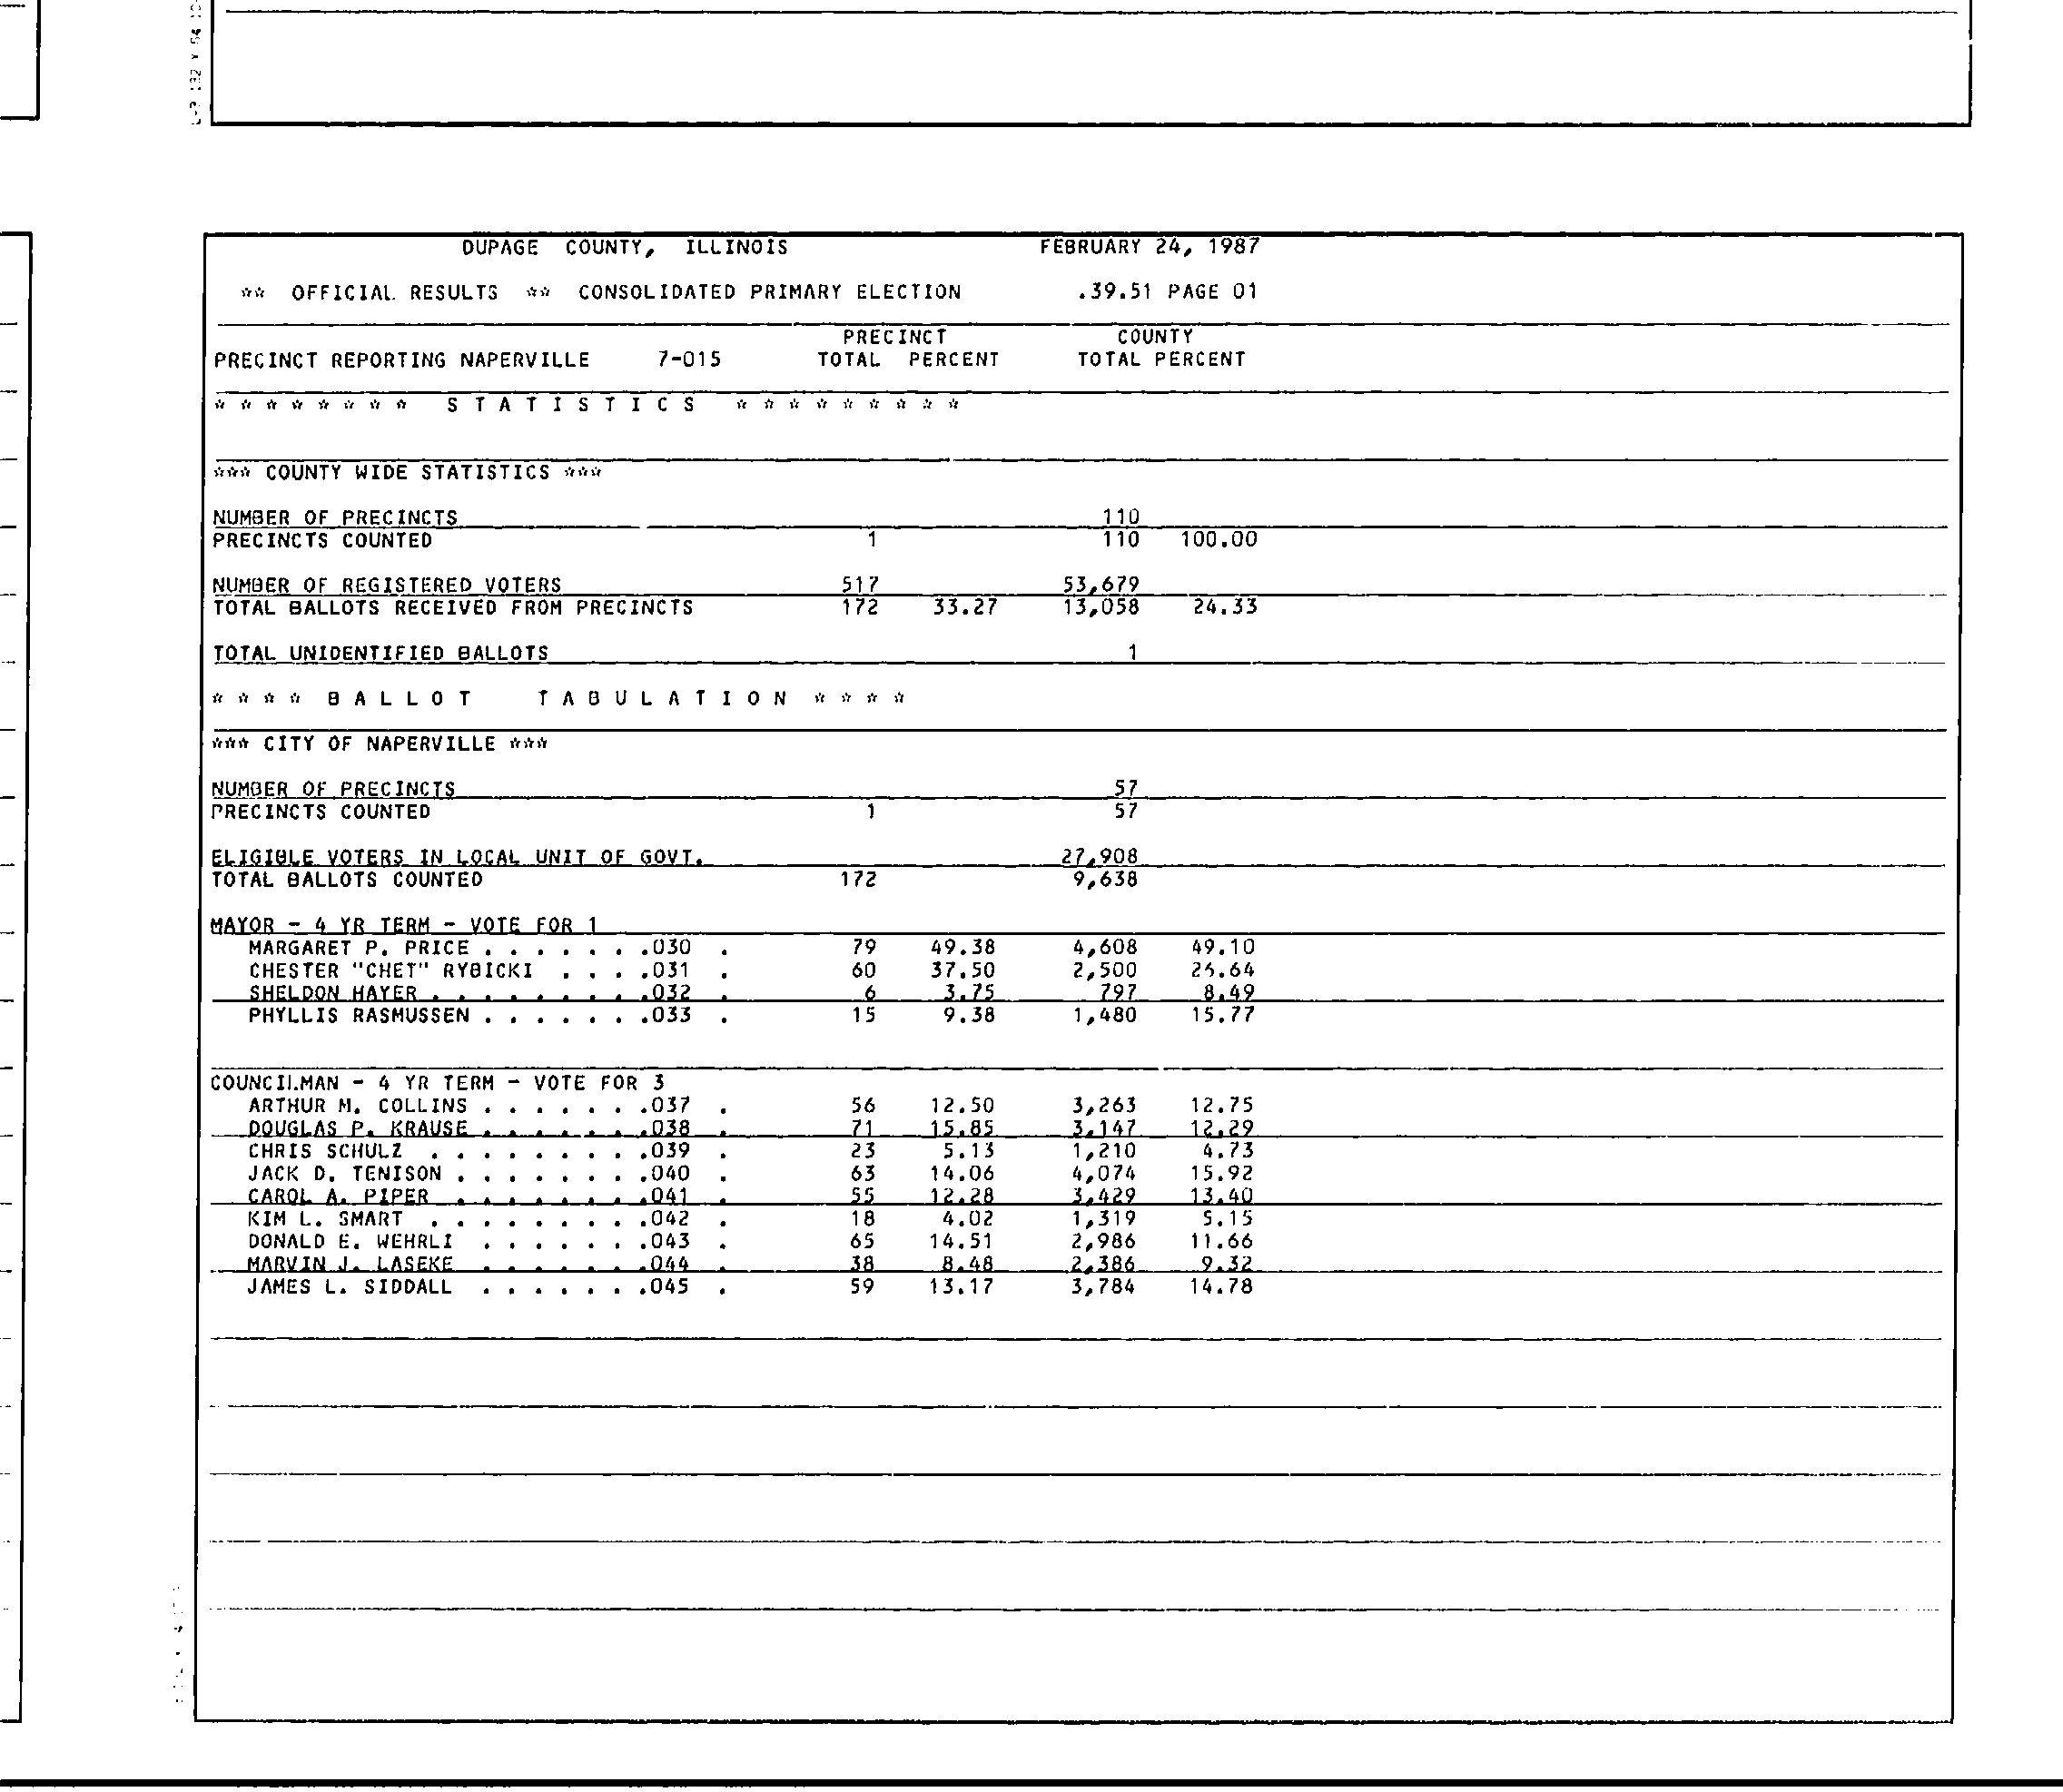 DUPAGE COUNTY, ILLINOIS FEBRUARY 24, 1987
** OFFICIAL RESULTS ** CONSOLIDATED PRIMARY ELECTION .39.51 PAGE 01
PRECINCT COUNTY
PRECINCT REPORTING NAPERVILLE 7-015 TOTAL PERCENT TOTAL PERCENT
* * * * * * * * S T A T I S T I C S * * * * * * * * *
*** COUNTY WIDE STATISTICS ***
NUMBER OF PRECINCTS 110
PRECINCTS COUNTED 1 110 100.00
NUMBER OF REGISTERED VOTERS 517 53,679
TOTAL BALLOTS RECEIVED FROM PRECINCTS 172 33.27 13,058 24.33
TOTAL UNIDENTIFIED BALLOTS 1
* * * * B A L L O T T A B U L A T I O N * * * *
*** CITY OF NAPERVILLE ***
NUMBER OF PRECINCTS 57
PRECINCTS COUNTED 1 57
ELIGIBLE VOTERS IN LOCAL UNIT OF GOVT. 27,908
TOTAL BALLOTS COUNTED 172 9,638
MAYOR - 4 YR TERM - VOTE FOR 1
MARGARET P. PRICE . . . . . . .030 . 79 49.38 4,608 49.10
CHESTER "CHET" RYBICKI . . . .031 . 60 37.50 2,500 26.64
SHELDON HAYER . . . . . . . . .032 . 6 3.75 797 8.49
PHYLLIS RASMUSSEN . . . . . . .033 . 15 9.38 1,480 15.77
COUNCILMAN - 4 YR TERM - VOTE FOR 3
ARTHUR M. COLLINS . . . . . . .037 . 56 12.50 3,263 12.75
DOUGLAS P. KRAUSE . . . . . . .038 . 71 15.85 3,147 12.29
CHRIS SCHULZ . . . . . . . . .039 . 23 5.13 1,210 4.73
JACK D. TENISON . . . . . . .040 . 63 14.06 4,074 15.92
CAROL A. PIPER . . . . . . . .041 . 55 12.28 3,429 13.40
KIM L. SMART . . . . . . . . .042 . 18 4.02 1,319 5.15
DONALD E. WEHRLI . . . . . . .043 . 65 14.51 2,986 11.66
MARVIN J. LASEKE . . . . . . .044 . 38 8.48 2,386 9.32
JAMES L. SIDDALL . . . . . . .045 . 59 13.17 3,784 14.78